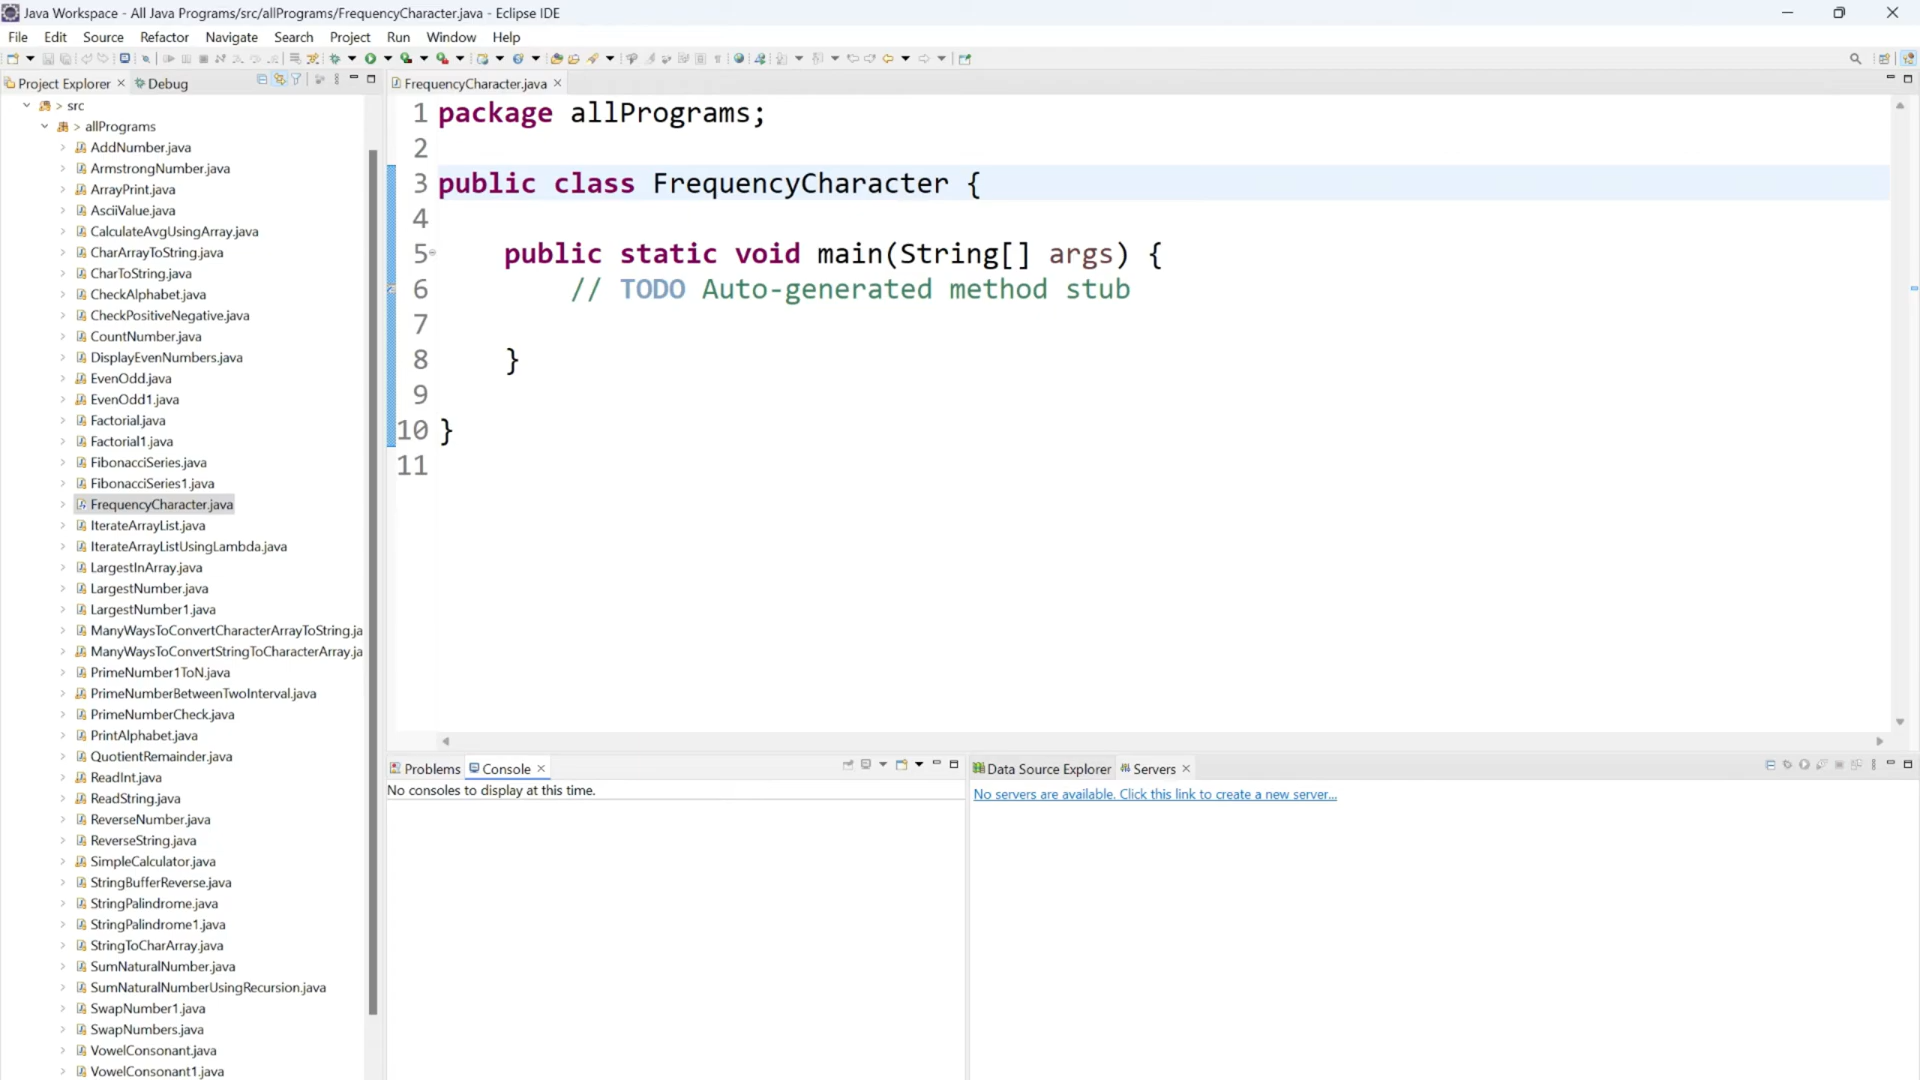 Java Workspace - All Java Programs/src/allPrograms/FrequencyCharacter.java - Eclipse IDE
File Edit Source Refactor Navigate Search Project Run Window Help
Project Explorer Debug
FrequencyCharacter.java
> src
> allPrograms
AddNumber.java
ArmstrongNumber.java
ArrayPrint.java
AsciiValue.java
CalculateAvgUsingArray.java
CharArrayToString.java
CharToString.java
CheckAlphabet.java
CheckPositiveNegative.java
CountNumber.java
DisplayEvenNumbers.java
EvenOdd.java
EvenOdd1.java
Factorial.java
Factorial1.java
FibonacciSeries.java
FibonacciSeries1.java
FrequencyCharacter.java
IterateArrayList.java
IterateArrayListUsingLambda.java
LargestInArray.java
LargestNumber.java
LargestNumber1.java
ManyWaysToConvertCharacterArrayToString.ja
ManyWaysToConvertStringToCharacterArray.ja
PrimeNumber1ToN.java
PrimeNumberBetweenTwoInterval.java
PrimeNumberCheck.java
PrintAlphabet.java
QuotientRemainder.java
ReadInt.java
ReadString.java
ReverseNumber.java
ReverseString.java
SimpleCalculator.java
StringBufferReverse.java
StringPalindrome.java
StringPalindrome1.java
StringToCharArray.java
SumNaturalNumber.java
SumNaturalNumberUsingRecursion.java
SwapNumber1.java
SwapNumbers.java
VowelConsonant.java
VowelConsonant1.java
1 package allPrograms;
2
3 public class FrequencyCharacter {
4
5 public static void main(String[] args) {
6 // TODO Auto-generated method stub
7
8 }
9
10 }
11
Problems Console
No consoles to display at this time.
Data Source Explorer Servers
No servers are available. Click this link to create a new server...